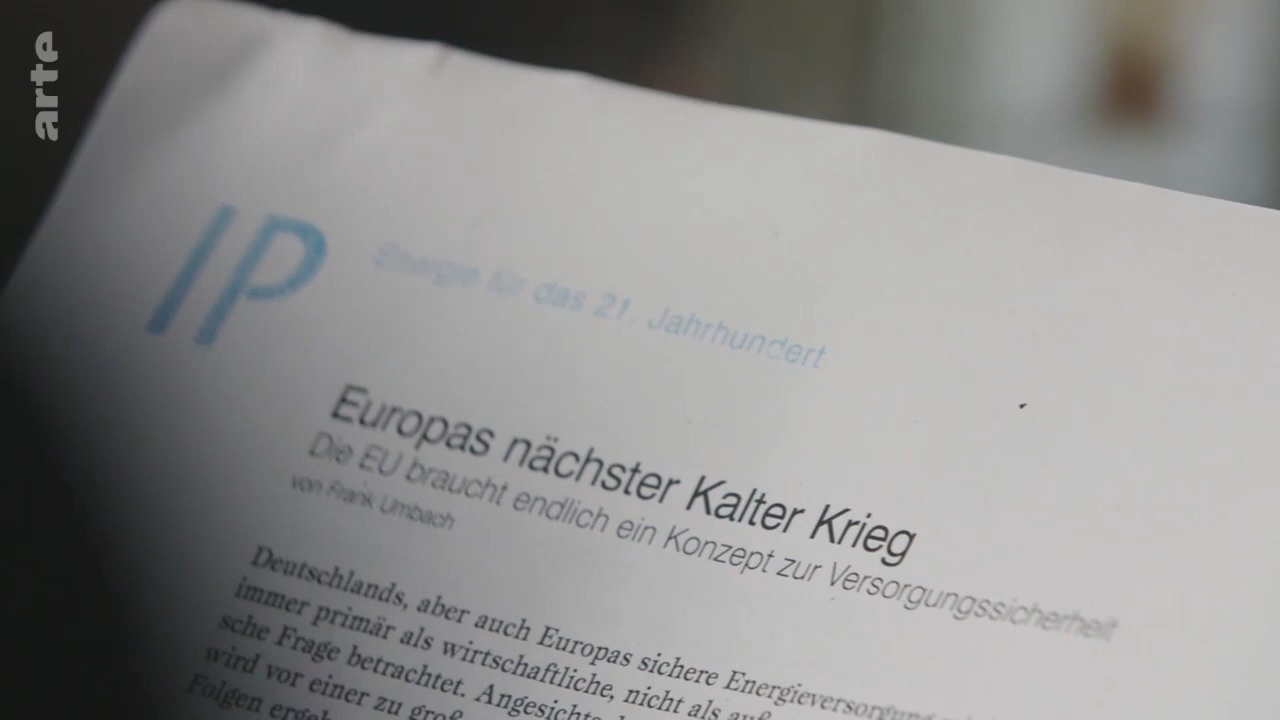 arte
IP
Energie für das 21. Jahrhundert
Europas nächster Kalter Krieg
Die EU braucht endlich ein Konzept zur Versorgungssicherheit
von Frank Umbach
Deutschlands, aber auch Europas sichere
immer primär als wirtschaftliche, nicht als
sche Frage betrachtet. Angesichts
wird vor einer zu
Folgen